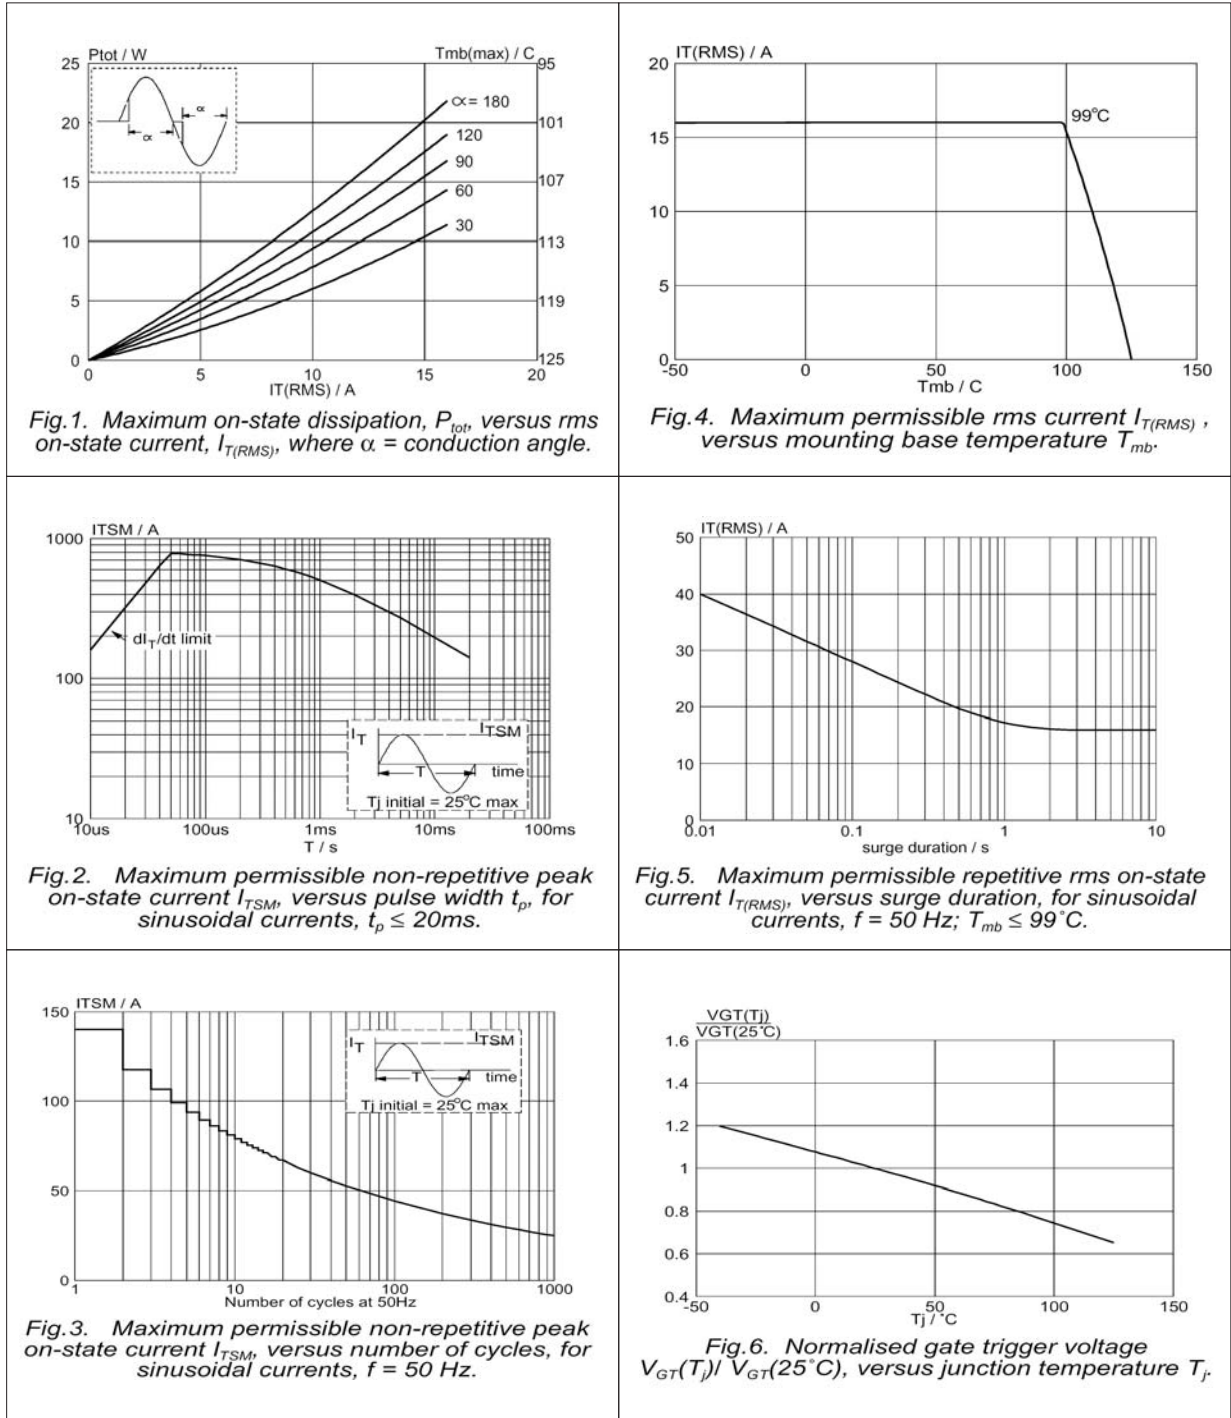 Ptot / W
Tmb(max) / C
25
95
α
α
α = 180
20
101
120
90
15
107
60
30
10
113
5
119
0
125
0
5
10
15
20
IT(RMS) / A
Fig.1. Maximum on-state dissipation, Ptot, versus rms
on-state current, IT(RMS), where α = conduction angle.
IT(RMS) / A
20
99°C
15
10
5
0
-50
0
50
100
150
Tmb / C
Fig.4. Maximum permissible rms current IT(RMS) ,
versus mounting base temperature Tmb.
ITSM / A
1000
dIT/dt limit
100
IT
ITSM
T
time
Tj initial = 25°C max
10
10us
100us
1ms
10ms
100ms
T / s
Fig.2. Maximum permissible non-repetitive peak
on-state current ITSM, versus pulse width tp, for
sinusoidal currents, tp ≤ 20ms.
IT(RMS) / A
50
40
30
20
10
0
0.01
0.1
1
10
surge duration / s
Fig.5. Maximum permissible repetitive rms on-state
current IT(RMS), versus surge duration, for sinusoidal
currents, f = 50 Hz; Tmb ≤ 99°C.
ITSM / A
150
IT
ITSM
T
time
Tj initial = 25°C max
100
50
0
1
10
100
1000
Number of cycles at 50Hz
Fig.3. Maximum permissible non-repetitive peak
on-state current ITSM, versus number of cycles, for
sinusoidal currents, f = 50 Hz.
VGT(Tj)
VGT(25°C)
1.6
1.4
1.2
1
0.8
0.6
0.4
-50
0
50
100
150
Tj / °C
Fig.6. Normalised gate trigger voltage
VGT(Tj)/ VGT(25°C), versus junction temperature Tj.